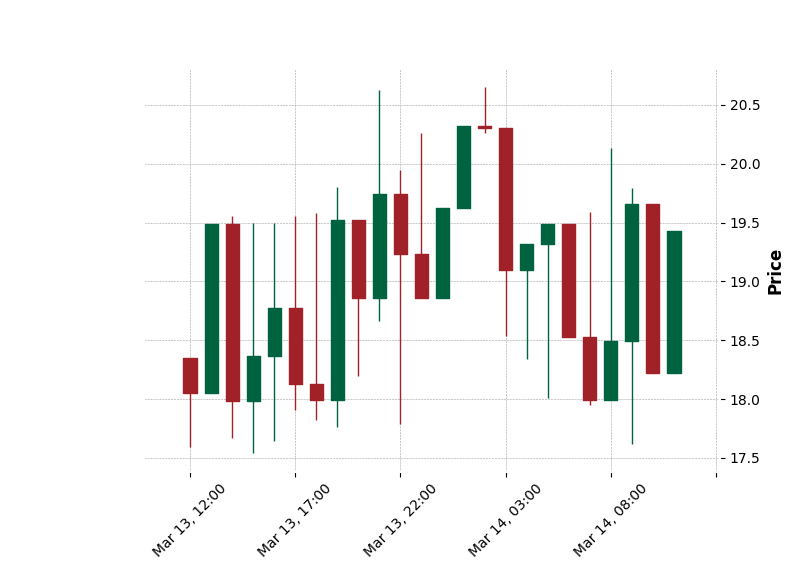 20.5
20.0
19.5
19.0
18.5
18.0
17.5
Price
Mar 13, 12:00
Mar 13, 17:00
Mar 13, 22:00
Mar 14, 03:00
Mar 14, 08:00